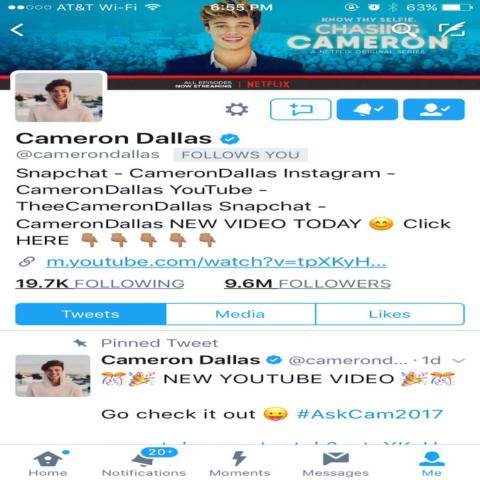 AT&T Wi-Fi 6:55 PM 63%
KNOW THY SELFIE.
CHASING
CAMERON
A NETFLIX ORIGINAL SERIES
ALL EPISODES
NOW STREAMING | NETFLIX
Cameron Dallas
@camerondallas FOLLOWS YOU
Snapchat - CameronDallas Instagram -
CameronDallas YouTube -
TheeCameronDallas Snapchat -
CameronDallas NEW VIDEO TODAY 😊 Click
HERE 👇🏽 👇🏽 👇🏽 👇🏽 👇🏽
m.youtube.com/watch?v=tpXKyH...
19.7K FOLLOWING 9.6M FOLLOWERS
Tweets Media Likes
Pinned Tweet
Cameron Dallas @camerond... · 1d
🎊🎉 NEW YOUTUBE VIDEO 🎉🎊
Go check it out 😜 #AskCam2017
20+
Home Notifications Moments Messages Me